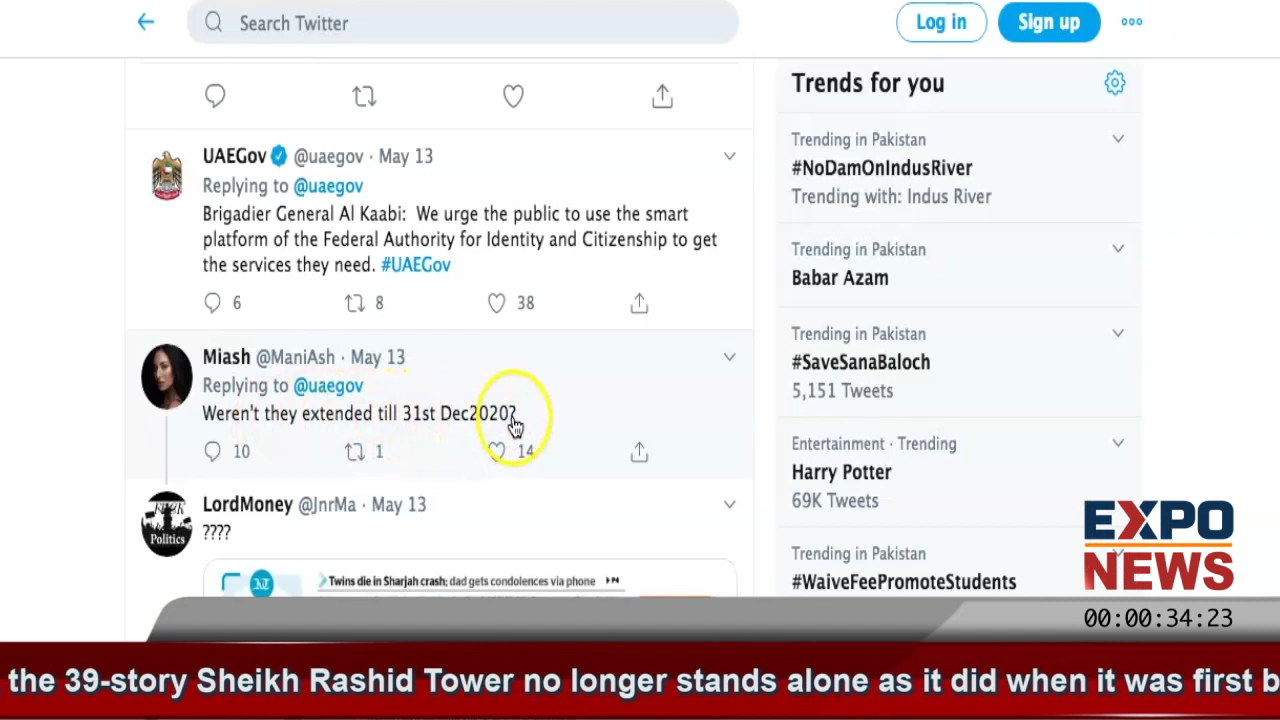 Search Twitter
Log in
Sign up
UAEGov @uaegov · May 13
Replying to @uaegov
Brigadier General Al Kaabi: We urge the public to use the smart
platform of the Federal Authority for Identity and Citizenship to get
the services they need. #UAEGov
6 8 38
Miash @ManiAsh · May 13
Replying to @uaegov
Weren't they extended till 31st Dec2020?
10 1 14
LordMoney @JnrMa · May 13
????
Politics
Twins die in Sharjah crash; dad gets condolences via phone
Trends for you
Trending in Pakistan
#NoDamOnIndusRiver
Trending with: Indus River
Trending in Pakistan
Babar Azam
Trending in Pakistan
#SaveSanaBaloch
5,151 Tweets
Entertainment · Trending
Harry Potter
69K Tweets
Trending in Pakistan
#WaiveFeePromoteStudents
EXPO
NEWS
00:00:34:23
the 39-story Sheikh Rashid Tower no longer stands alone as it did when it was first b